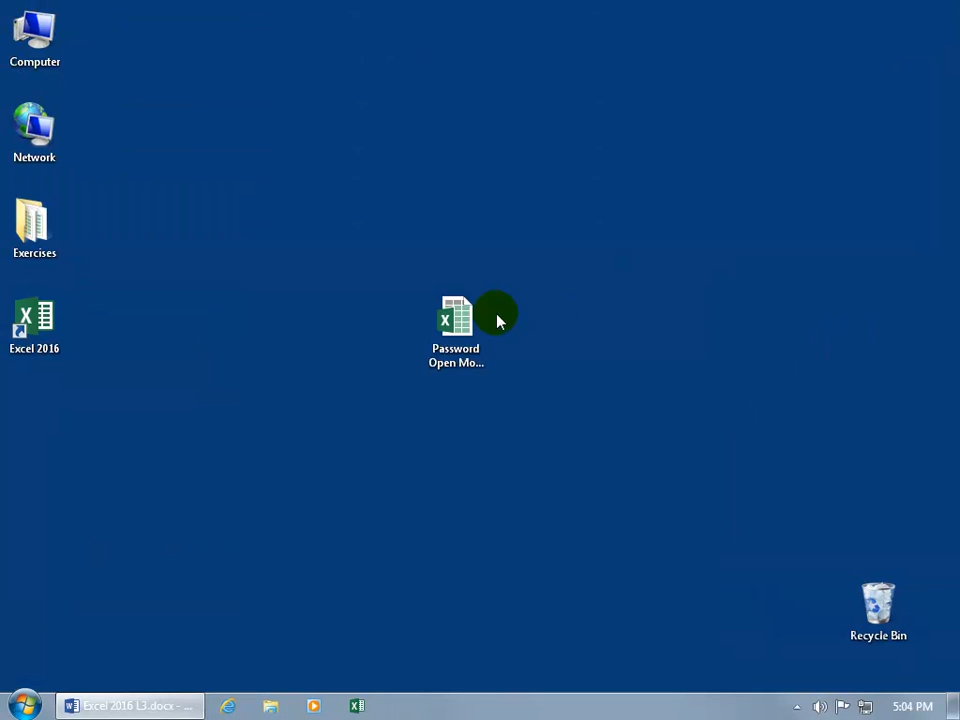 Computer
Network
Exercises
Excel 2016
Password
Open Mo...
Recycle Bin
Excel 2016 L3.docx - ...
5:04 PM